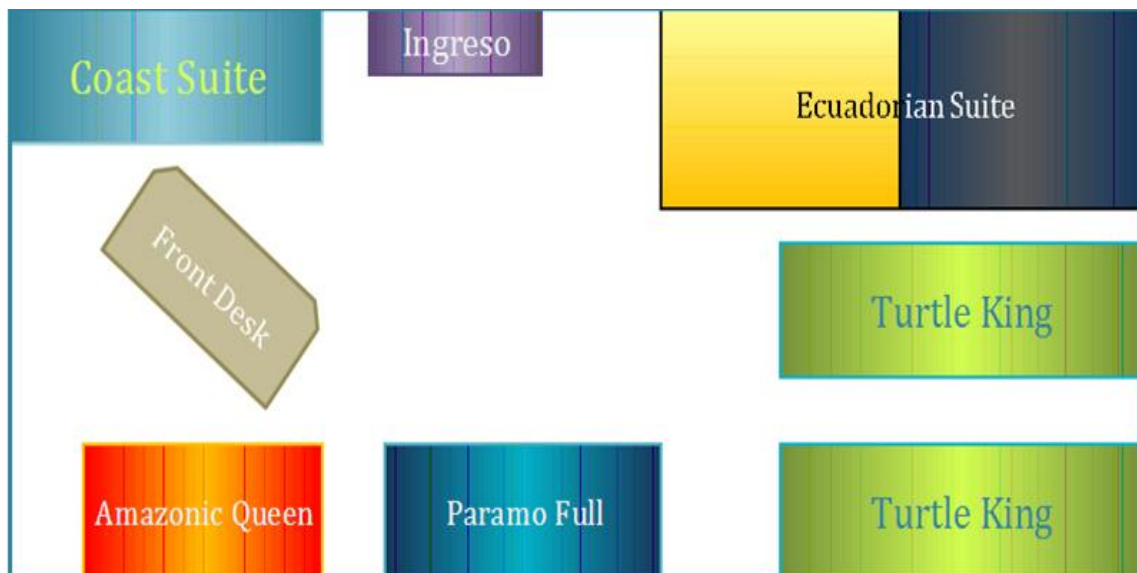 Coast Suite
Ingreso
Ecuadorian Suite
Front Desk
Turtle King
Amazonic Queen
Paramo Full
Turtle King